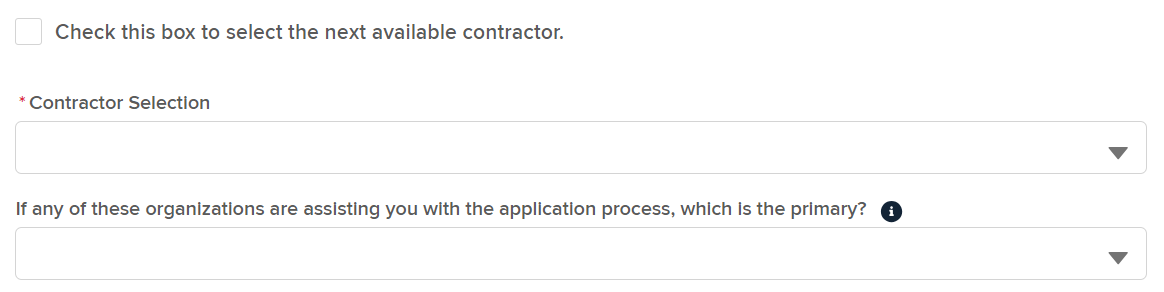 Check this box to select the next available contractor.
* Contractor Selection
If any of these organizations are assisting you with the application process, which is the primary? i